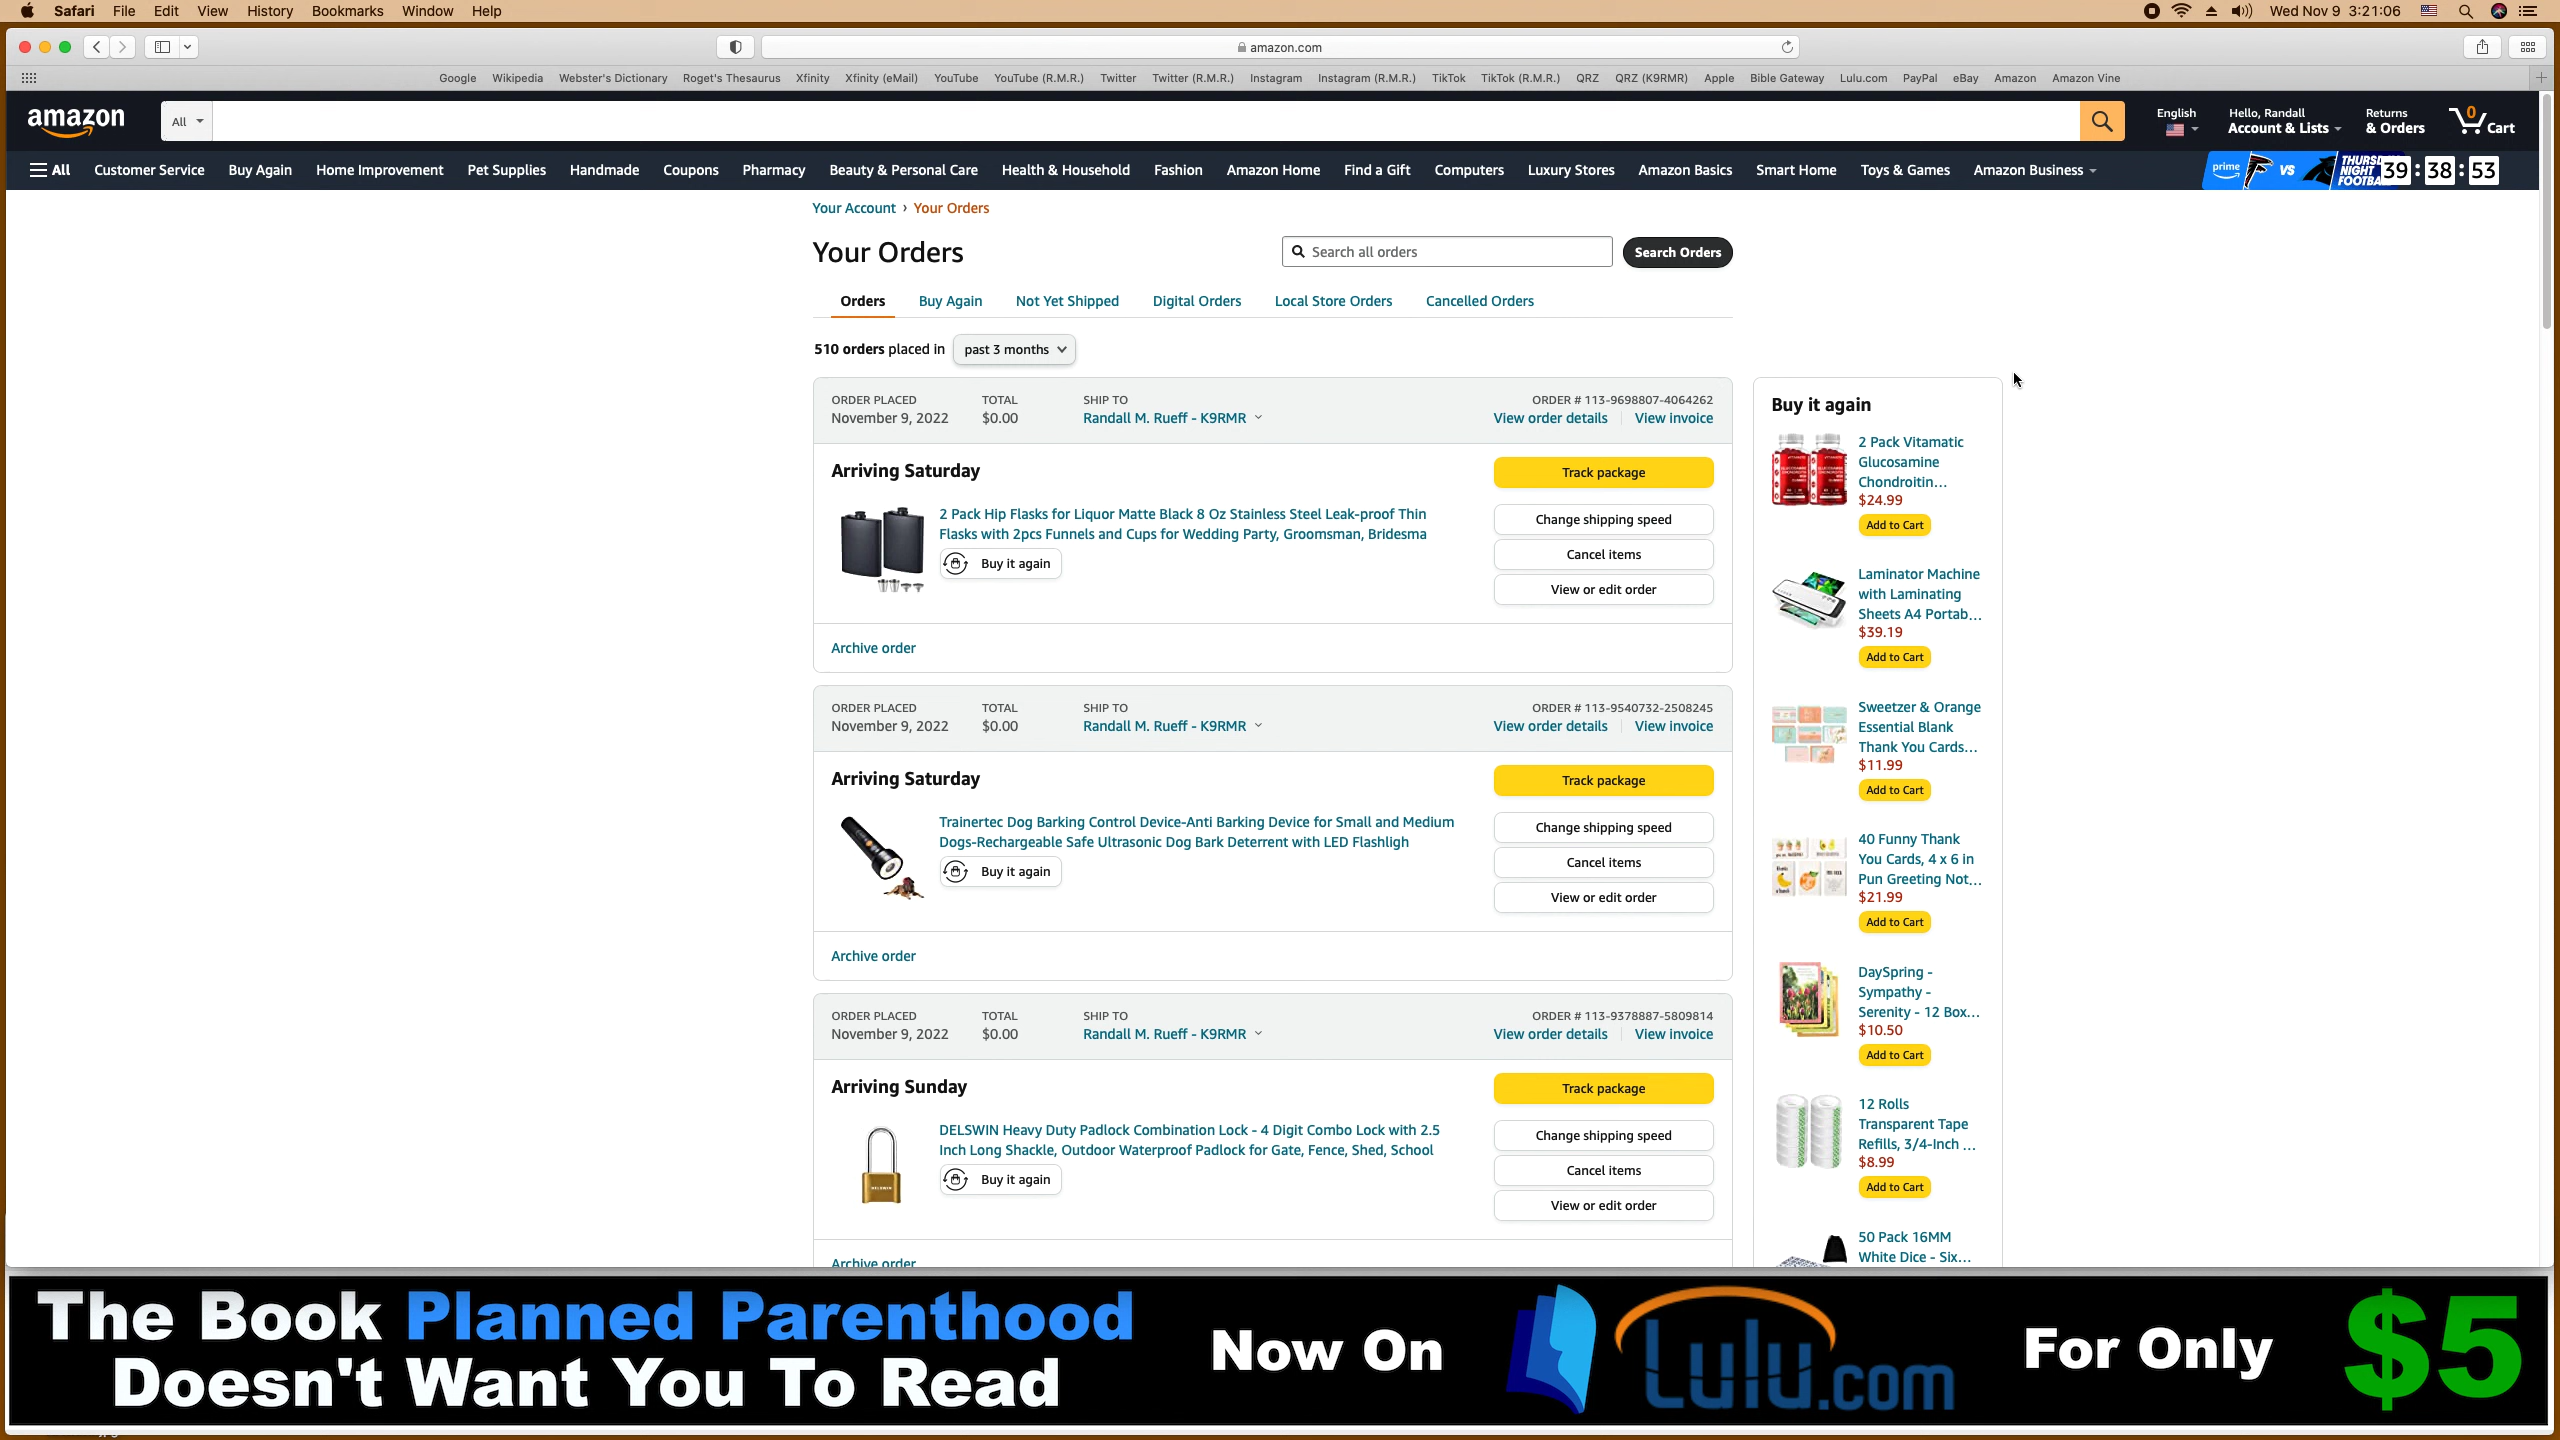 Safari File Edit View History Bookmarks Window Help
Wed Nov 9 3:21:06
amazon.com
Google Wikipedia Webster's Dictionary Roget's Thesaurus Xfinity Xfinity (eMail) YouTube YouTube (R.M.R.) Twitter Twitter (R.M.R.) Instagram Instagram (R.M.R.) TikTok TikTok (R.M.R.) QRZ QRZ (K9RMR) Apple Bible Gateway Lulu.com PayPal eBay Amazon Amazon Vine
amazon
All
English
Hello, Randall
Account & Lists
Returns
& Orders
0
Cart
All Customer Service Buy Again Home Improvement Pet Supplies Handmade Coupons Pharmacy Beauty & Personal Care Health & Household Fashion Amazon Home Find a Gift Computers Luxury Stores Amazon Basics Smart Home Toys & Games Amazon Business
prime VS THURSDAY NIGHT FOOTBALL 39 : 38 : 53
Your Account › Your Orders
Your Orders
Search all orders
Search Orders
Orders Buy Again Not Yet Shipped Digital Orders Local Store Orders Cancelled Orders
510 orders placed in past 3 months
ORDER PLACED TOTAL SHIP TO ORDER # 113-9698807-4064262
November 9, 2022 $0.00 Randall M. Rueff - K9RMR View order details View invoice
Arriving Saturday
2 Pack Hip Flasks for Liquor Matte Black 8 Oz Stainless Steel Leak-proof Thin
Flasks with 2pcs Funnels and Cups for Wedding Party, Groomsman, Bridesma
Buy it again
Track package
Change shipping speed
Cancel items
View or edit order
Archive order
ORDER PLACED TOTAL SHIP TO ORDER # 113-9540732-2508245
November 9, 2022 $0.00 Randall M. Rueff - K9RMR View order details View invoice
Arriving Saturday
Trainertec Dog Barking Control Device-Anti Barking Device for Small and Medium
Dogs-Rechargeable Safe Ultrasonic Dog Bark Deterrent with LED Flashligh
Buy it again
Track package
Change shipping speed
Cancel items
View or edit order
Archive order
ORDER PLACED TOTAL SHIP TO ORDER # 113-9378887-5809814
November 9, 2022 $0.00 Randall M. Rueff - K9RMR View order details View invoice
Arriving Sunday
DELSWIN Heavy Duty Padlock Combination Lock - 4 Digit Combo Lock with 2.5
Inch Long Shackle, Outdoor Waterproof Padlock for Gate, Fence, Shed, School
Buy it again
Track package
Change shipping speed
Cancel items
View or edit order
Archive order
Buy it again
2 Pack Vitamatic
Glucosamine
Chondroitin...
$24.99
Add to Cart
Laminator Machine
with Laminating
Sheets A4 Portab...
$39.19
Add to Cart
Sweetzer & Orange
Essential Blank
Thank You Cards...
$11.99
Add to Cart
40 Funny Thank
You Cards, 4 x 6 in
Pun Greeting Not...
$21.99
Add to Cart
DaySpring -
Sympathy -
Serenity - 12 Box...
$10.50
Add to Cart
12 Rolls
Transparent Tape
Refills, 3/4-Inch ...
$8.99
Add to Cart
50 Pack 16MM
White Dice - Six...
The Book Planned Parenthood
Doesn't Want You To Read
Now On
Lulu.com
For Only
$5